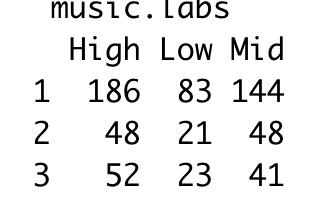 music.labs
High Low Mid
1 186 83 144
2 48 21 48
3 52 23 41